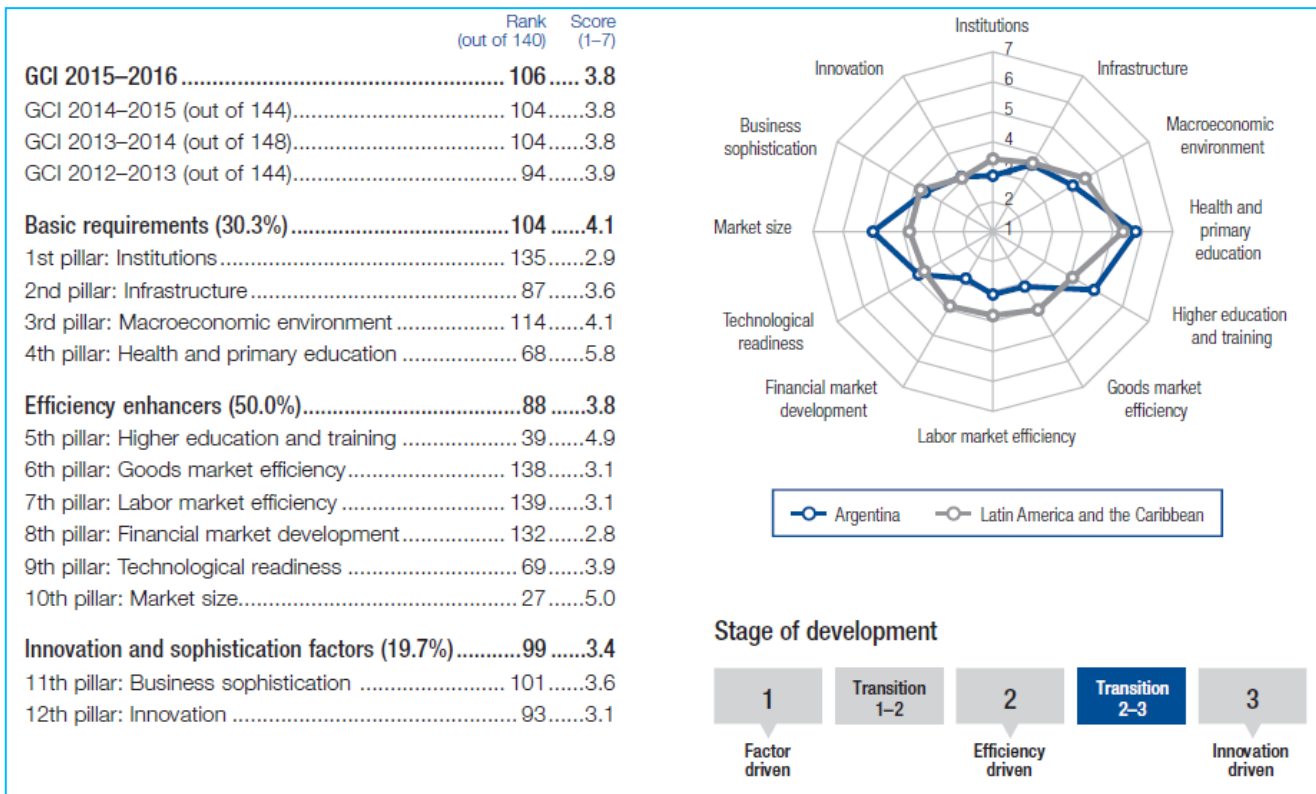 Rank Score
(out of 140) (1–7)
GCI 2015–2016 ........ 106 ..... 3.8
GCI 2014–2015 (out of 144) ........ 104 ......3.8
GCI 2013–2014 (out of 148) ........ 104 ......3.8
GCI 2012–2013 (out of 144) ........ 94 ......3.9
Basic requirements (30.3%) ........ 104 ......4.1
1st pillar: Institutions ........ 135 ......2.9
2nd pillar: Infrastructure ........ 87 ......3.6
3rd pillar: Macroeconomic environment ........ 114 ......4.1
4th pillar: Health and primary education ........ 68 ......5.8
Efficiency enhancers (50.0%) ........ 88 ......3.8
5th pillar: Higher education and training ........ 39 ......4.9
6th pillar: Goods market efficiency ........ 138 ......3.1
7th pillar: Labor market efficiency ........ 139 ......3.1
8th pillar: Financial market development ........ 132 ......2.8
9th pillar: Technological readiness ........ 69 ......3.9
10th pillar: Market size ........ 27 ......5.0
Innovation and sophistication factors (19.7%) ........ 99 ......3.4
11th pillar: Business sophistication ........ 101 ......3.6
12th pillar: Innovation ........ 93 ......3.1
Institutions
7
6
5
4
3
2
1
Infrastructure
Macroeconomic
environment
Health and
primary
education
Higher education
and training
Goods market
efficiency
Labor market efficiency
Financial market
development
Technological
readiness
Market size
Business
sophistication
Innovation
Argentina
Latin America and the Caribbean
Stage of development
1
Transition
1–2
2
Transition
2–3
3
Factor
driven
Efficiency
driven
Innovation
driven